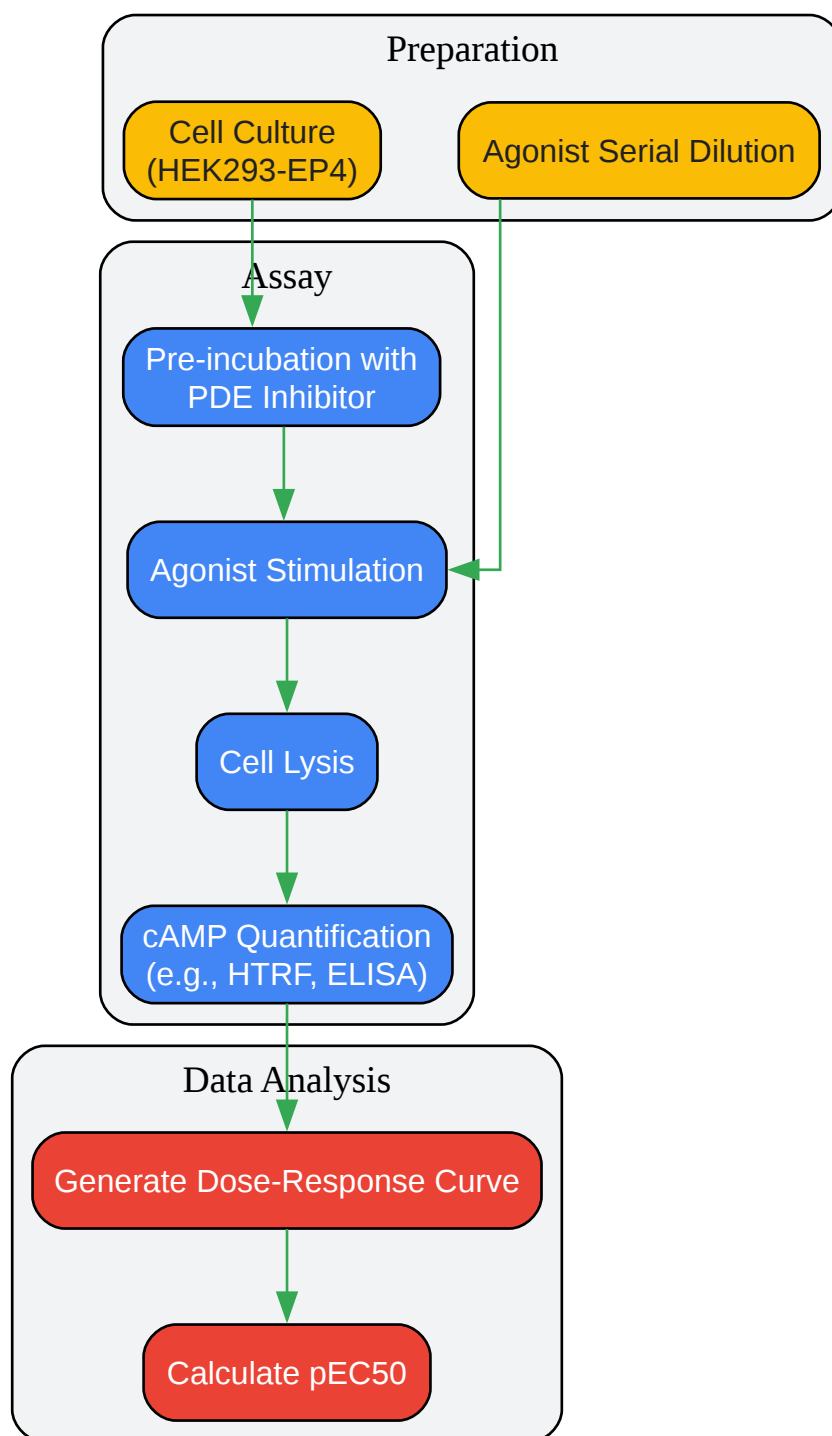 Preparation
Cell Culture
(HEK293-EP4)
Agonist Serial Dilution
Assay
Pre-incubation with
PDE Inhibitor
Agonist Stimulation
Cell Lysis
cAMP Quantification
(e.g., HTRF, ELISA)
Data Analysis
Generate Dose-Response Curve
Calculate pEC50